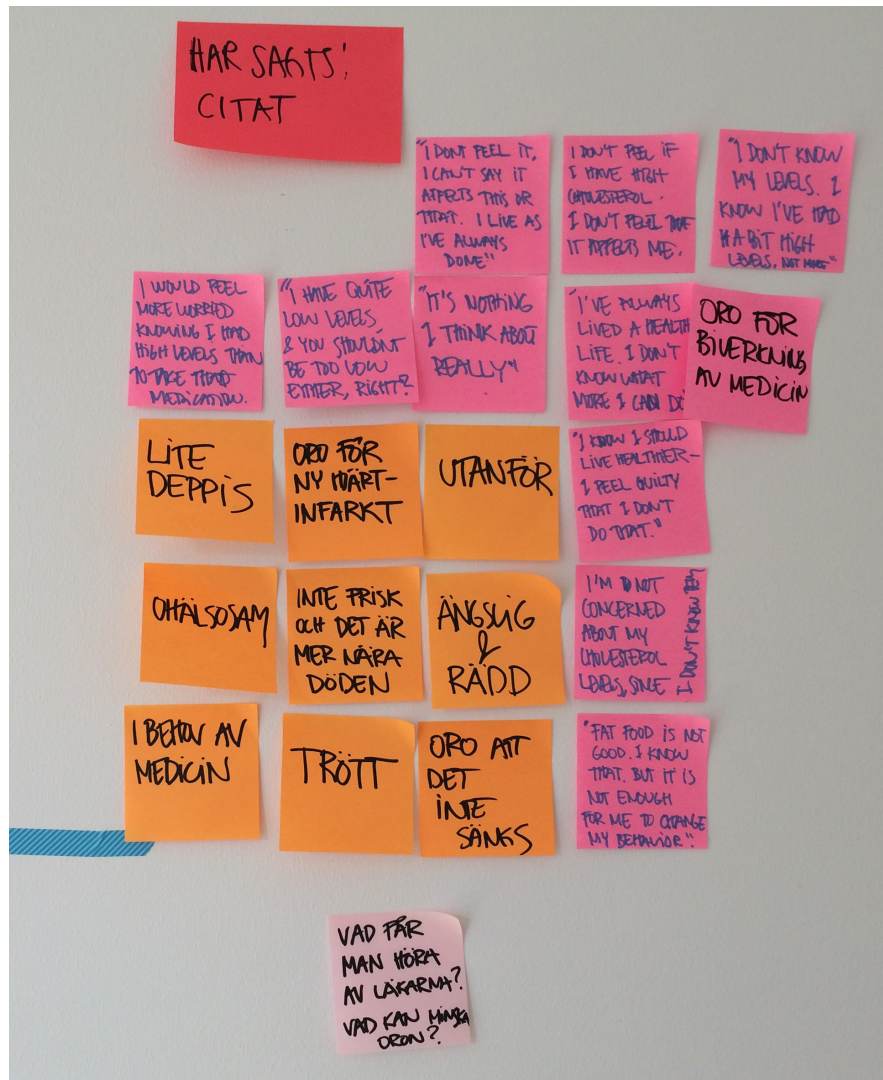 HAR SAGTS!
CITAT
"I DONT FEEL IT,
I CAN'T SAY IT
AFFECTS THIS OR
THAT. I LIVE AS
I'VE ALWAYS
DONE"
I DON'T FEEL IF
I HAVE HIGH
CHOLESTEROL.
I DON'T FEEL THAT
IT AFFECTS ME.
"I DON'T KNOW
MY LEVELS. I
KNOW I'VE HAD
A BIT HIGH
LEVELS, NOT MORE"
I WOULD FEEL
MORE WORRIED
KNOWING I HAD
HIGH LEVELS THAN
TO TAKE THAT
MEDICATION.
"I HAVE QUITE
LOW LEVELS,
& YOU SHOULDN'T
BE TOO LOW
EITHER, RIGHT?
"IT'S NOTHING
I THINK ABOUT
REALLY"
"I'VE ALWAYS
LIVED A HEALTH
LIFE. I DON'T
KNOW WHAT
MORE I CAN DO
ORO FÖR
BIVERKNING
AV MEDICIN
LITE
DEPPIS
ORO FÖR
NY HJÄRT-
INFARKT
UTANFÖR
"I KNOW I SHOULD
LIVE HEALTHIER-
I FEEL GUILTY
THAT I DON'T
DO THAT."
OHÄLSOSAM
INTE FRISK
OCH DET ÄR
MER NÄRA
DÖDEN
ÄNGSLIG
&
RÄDD
I'M NOT
CONCERNED
ABOUT MY
CHOLESTEROL
LEVELS, SINCE
I DON'T KNOW THEM
I BEHOV AV
MEDICIN
TRÖTT
ORO ATT
DET
INTE
SÄNKS
"FAT FOOD IS NOT
GOOD. I KNOW
THAT. BUT IT IS
NOT ENOUGH
FOR ME TO CHANGE
MY BEHAVIOR".
VAD FÅR
MAN HÖRA
AV LÄKARNA?
VAD KAN MINSKA
ORON?